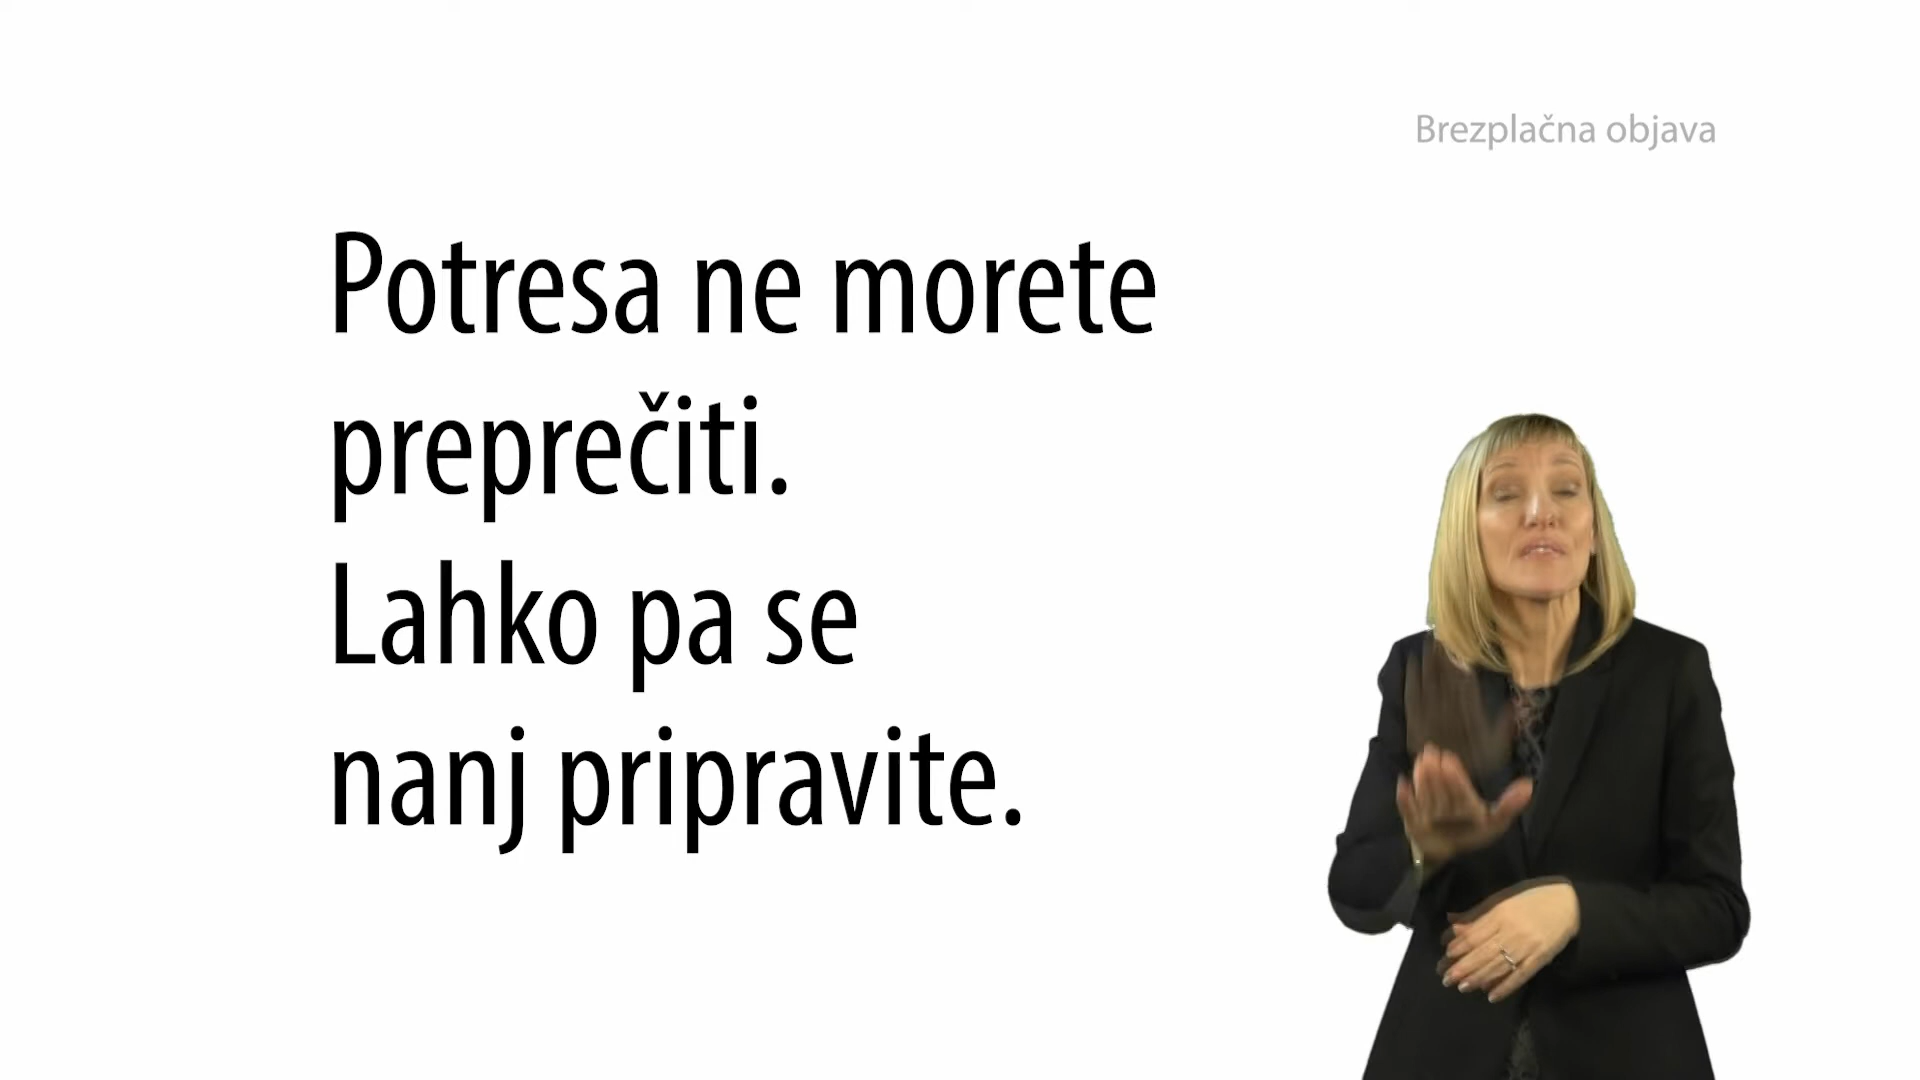 Brezplačna objava
Potresa ne morete
preprečiti.
Lahko pa se
nanj pripravite.